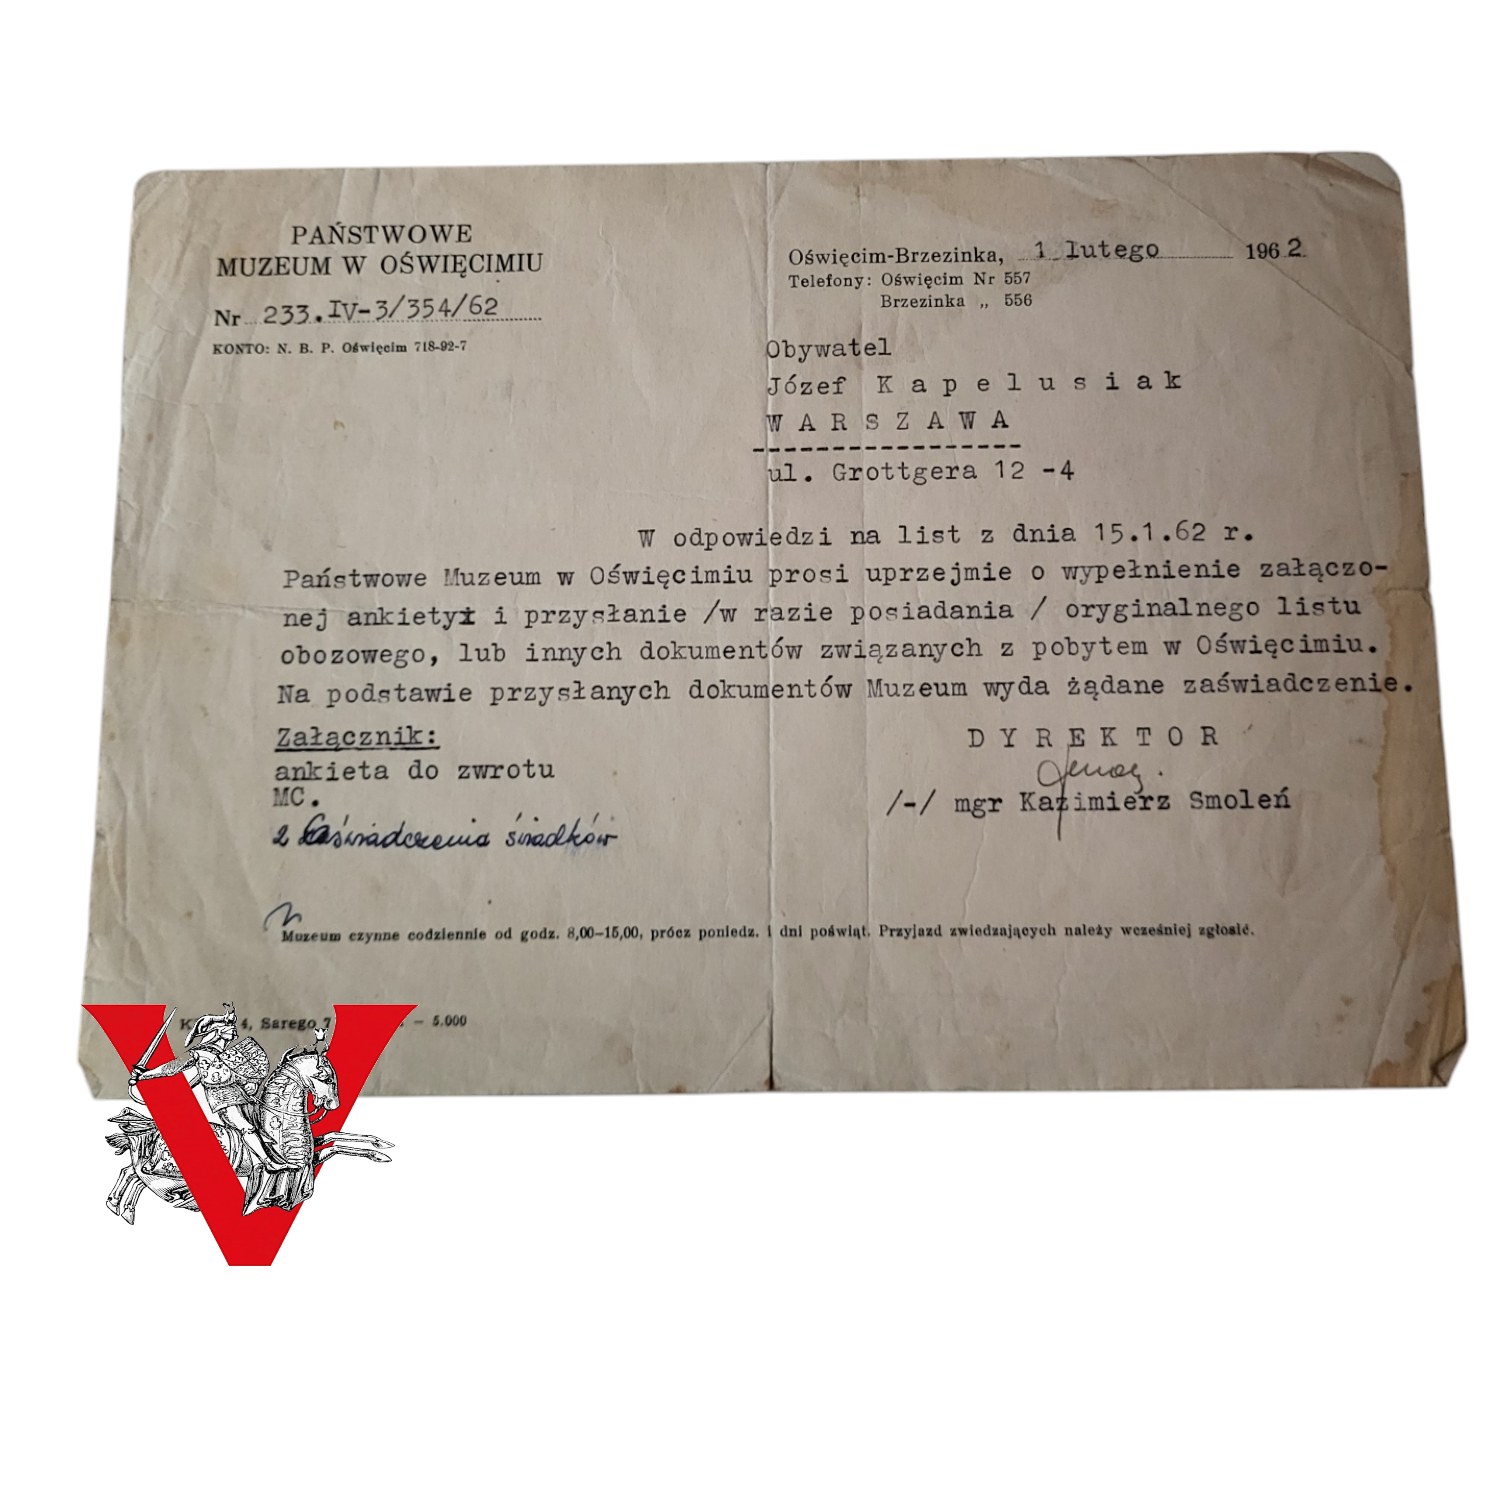 PAŃSTWOWE
MUZEUM W OŚWIĘCIMIU
Nr 233.IV-3/354/62
KONTO: N. B. P. Oświęcim 718-92-7
Oświęcim-Brzezinka, 1 lutego 1962
Telefony: Oświęcim Nr 557
Brzezinka „ 556
Obywatel
Józef Kapelusiak
WARSZAWA
ul. Grottgera 12 -4
W odpowiedzi na list z dnia 15.1.62 r.
Państwowe Muzeum w Oświęcimiu prosi uprzejmie o wypełnienie załączo-
nej ankiety i przysłanie /w razie posiadania / oryginalnego listu
obozowego, lub innych dokumentów związanych z pobytem w Oświęcimiu.
Na podstawie przysłanych dokumentów Muzeum wyda żądane zaświadczenie.
Załącznik:
ankieta do zwrotu
MC.
2 Zaświadczenia świadków
DYREKTOR
/-/ mgr Kazimierz Smoleń
Muzeum czynne codziennie od godz. 8,00-15,00, prócz poniedz. i dni poświąt. Przyjazd zwiedzających należy wcześniej zgłosić.
4, Sarego 7 - 5.000
V